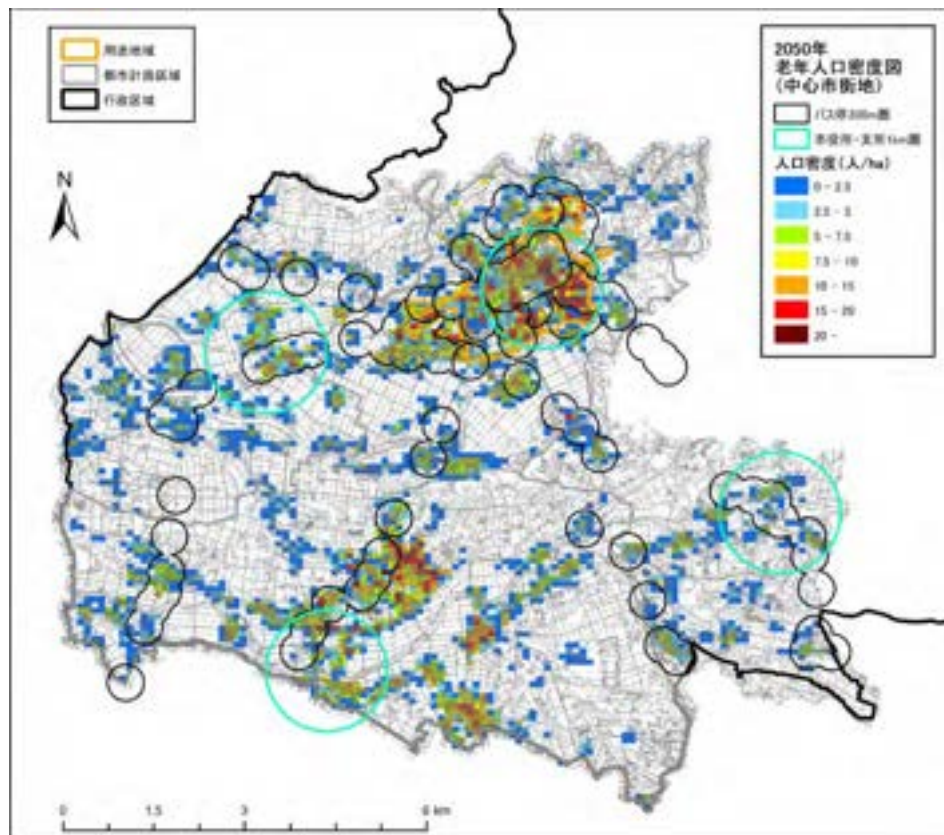 用途地域
都市計画区域
行政区域
2050年
老年人口密度図
(中心市街地)
バス停300m圏
市役所・支所1km圏
人口密度(人/ha)
0 - 2.5
2.5 - 5
5 - 7.5
7.5 - 10
10 - 15
15 - 20
20 -
N
0 1.5 3 6 km